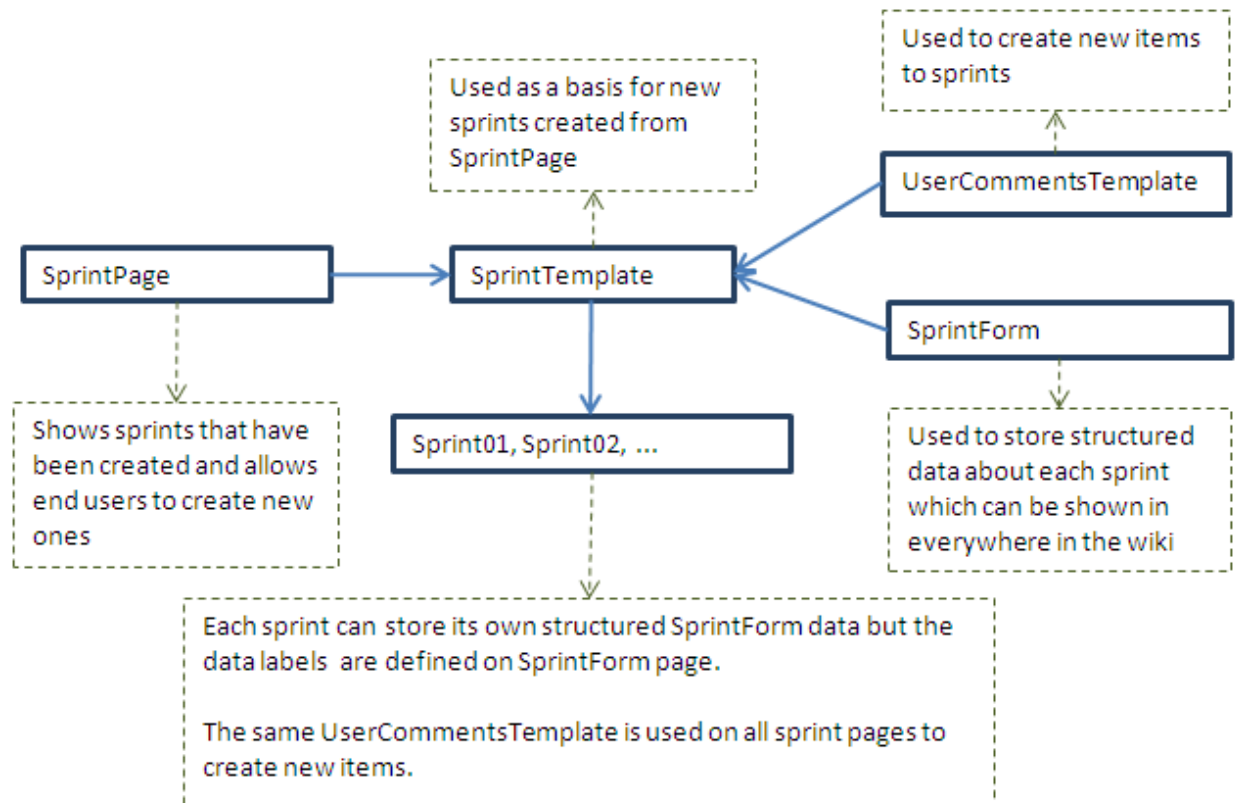 Used to create new items
to sprints
Used as a basis for new
sprints created from
SprintPage
UserCommentsTemplate
SprintPage
SprintTemplate
SprintForm
Shows sprints that have
been created and allows
end users to create new
ones
Sprint01, Sprint02, ...
Used to store structured
data about each sprint
which can be shown in
everywhere in the wiki
Each sprint can store its own structured SprintForm data but the
data labels are defined on SprintForm page.
The same UserCommentsTemplate is used on all sprint pages to
create new items.